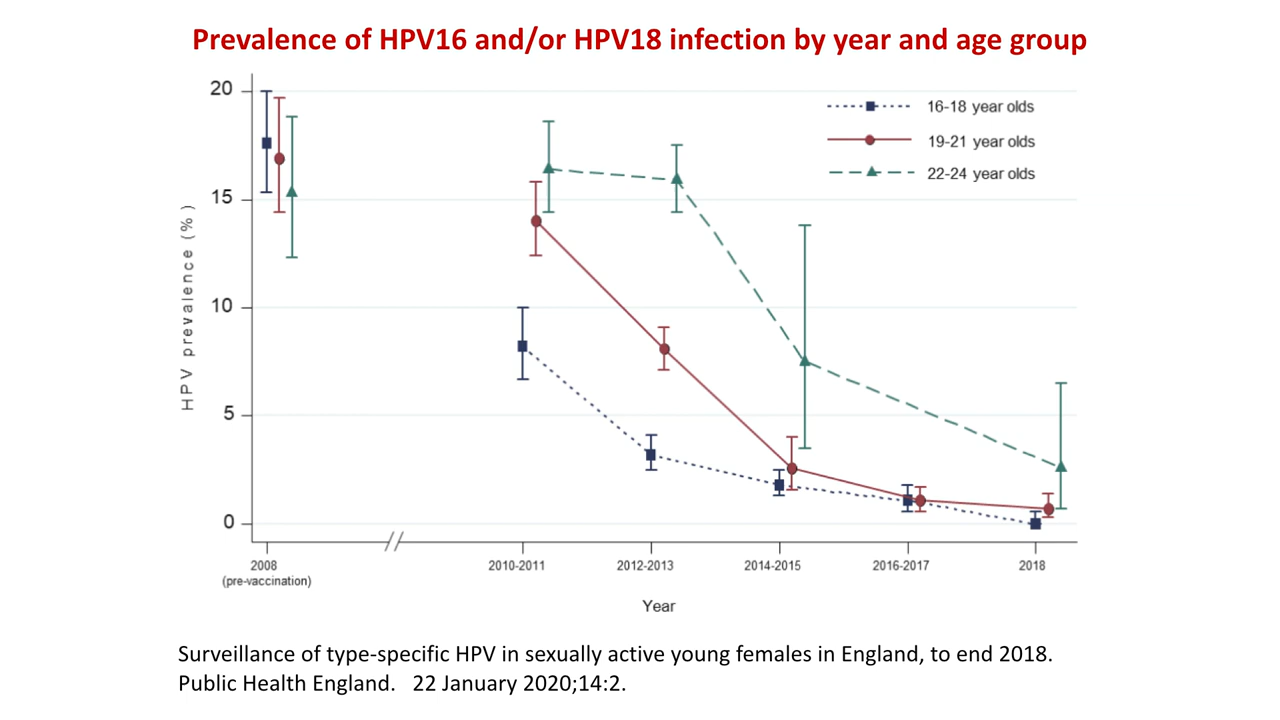 Prevalence of HPV16 and/or HPV18 infection by year and age group
20
15
10
5
0
HPV prevalence (%)
16-18 year olds
19-21 year olds
22-24 year olds
2008
(pre-vaccination)
2010-2011
2012-2013
2014-2015
2016-2017
2018
Year
Surveillance of type-specific HPV in sexually active young females in England, to end 2018.
Public Health England. 22 January 2020;14:2.